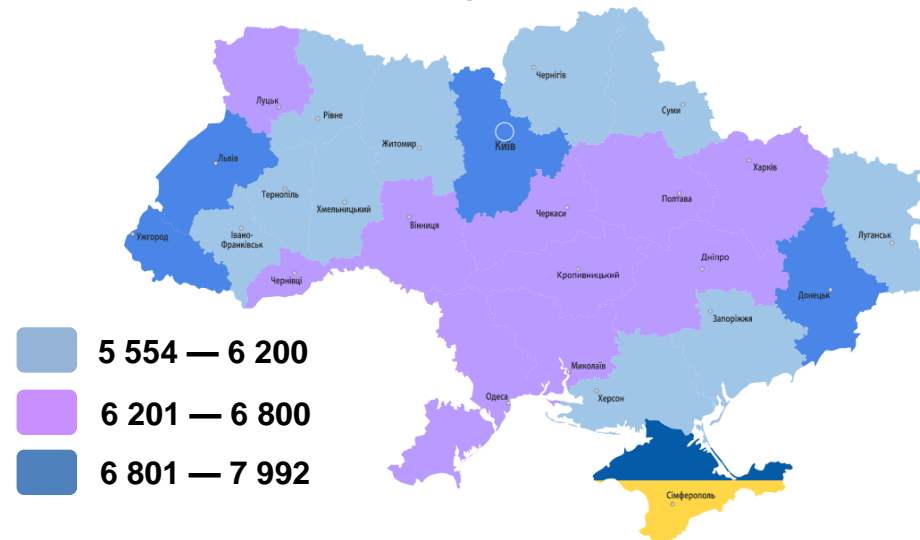 Чернігів
Луцьк
Суми
Рівне
Житомир
Київ
Львів
Харків
Тернопіль
Полтава
Хмельницький
Черкаси
Вінниця
Ужгород
Івано-
Франківськ
Луганськ
Дніпро
Чернівці
Кропивницький
Донецьк
Запоріжжя
5 554 — 6 200
Миколаїв
Одеса
Херсон
6 201 — 6 800
6 801 — 7 992
Сімферополь